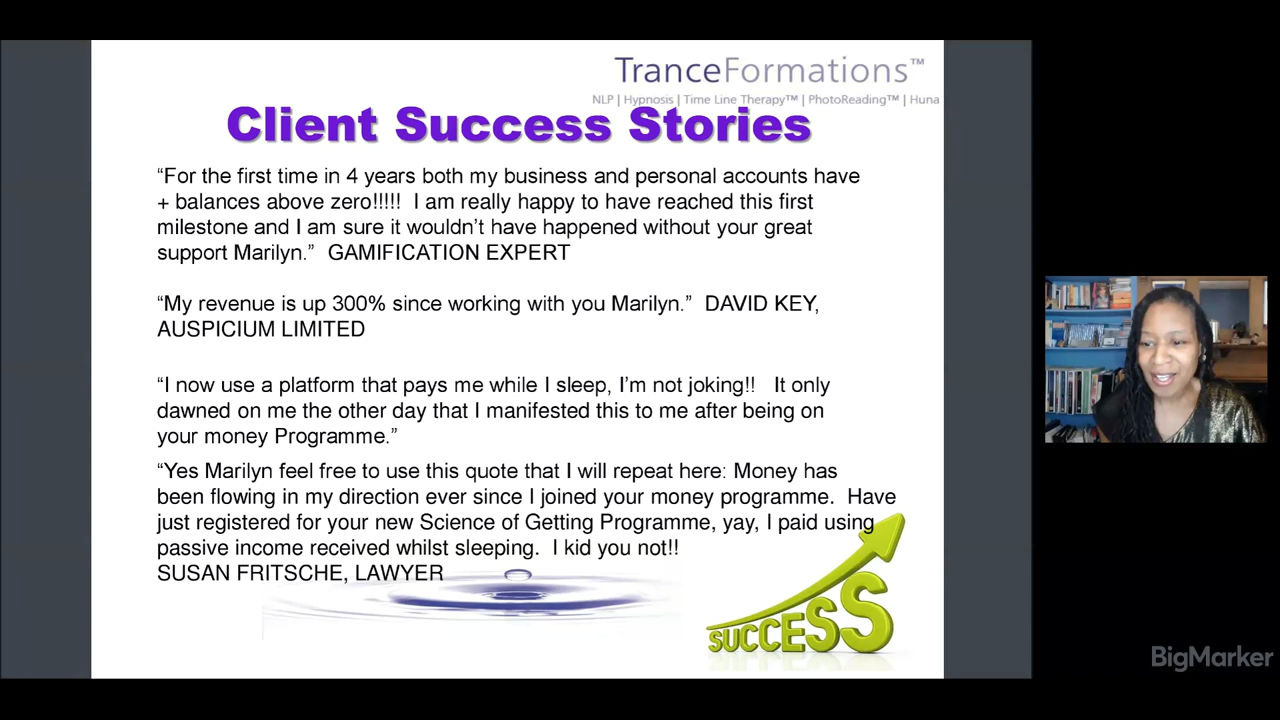 TranceFormations™
NLP | Hypnosis | Time Line Therapy™ | PhotoReading™ | Huna
Client Success Stories
“For the first time in 4 years both my business and personal accounts have
+ balances above zero!!!!! I am really happy to have reached this first
milestone and I am sure it wouldn’t have happened without your great
support Marilyn.” GAMIFICATION EXPERT
“My revenue is up 300% since working with you Marilyn.” DAVID KEY,
AUSPICIUM LIMITED
“I now use a platform that pays me while I sleep, I’m not joking!! It only
dawned on me the other day that I manifested this to me after being on
your money Programme.”
“Yes Marilyn feel free to use this quote that I will repeat here: Money has
been flowing in my direction ever since I joined your money programme. Have
just registered for your new Science of Getting Programme, yay, I paid using
passive income received whilst sleeping. I kid you not!!
SUSAN FRITSCHE, LAWYER
SUCCESS
BigMarker